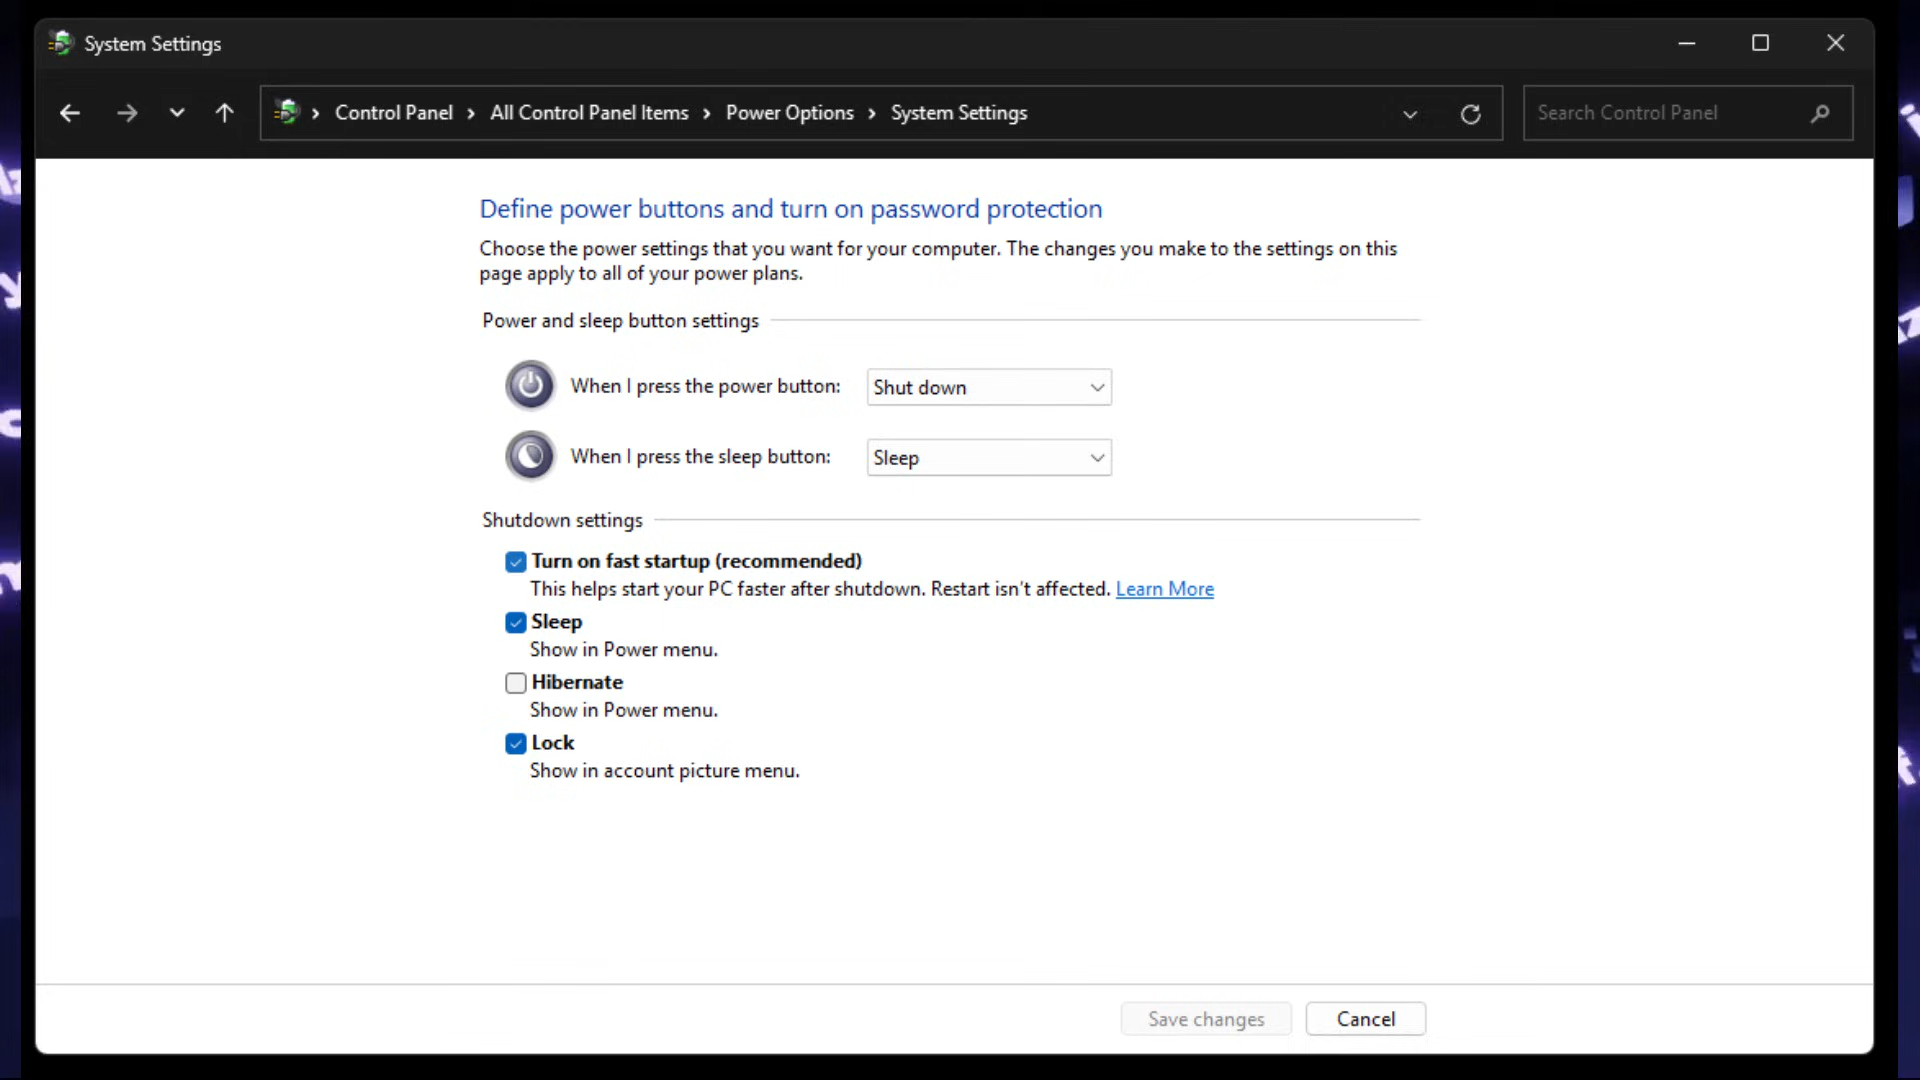 System Settings
Control Panel > All Control Panel Items > Power Options > System Settings
Search Control Panel
Define power buttons and turn on password protection
Choose the power settings that you want for your computer. The changes you make to the settings on this
page apply to all of your power plans.
Power and sleep button settings
When I press the power button: Shut down
When I press the sleep button: Sleep
Shutdown settings
Turn on fast startup (recommended)
This helps start your PC faster after shutdown. Restart isn't affected. Learn More
Sleep
Show in Power menu.
Hibernate
Show in Power menu.
Lock
Show in account picture menu.
Save changes Cancel